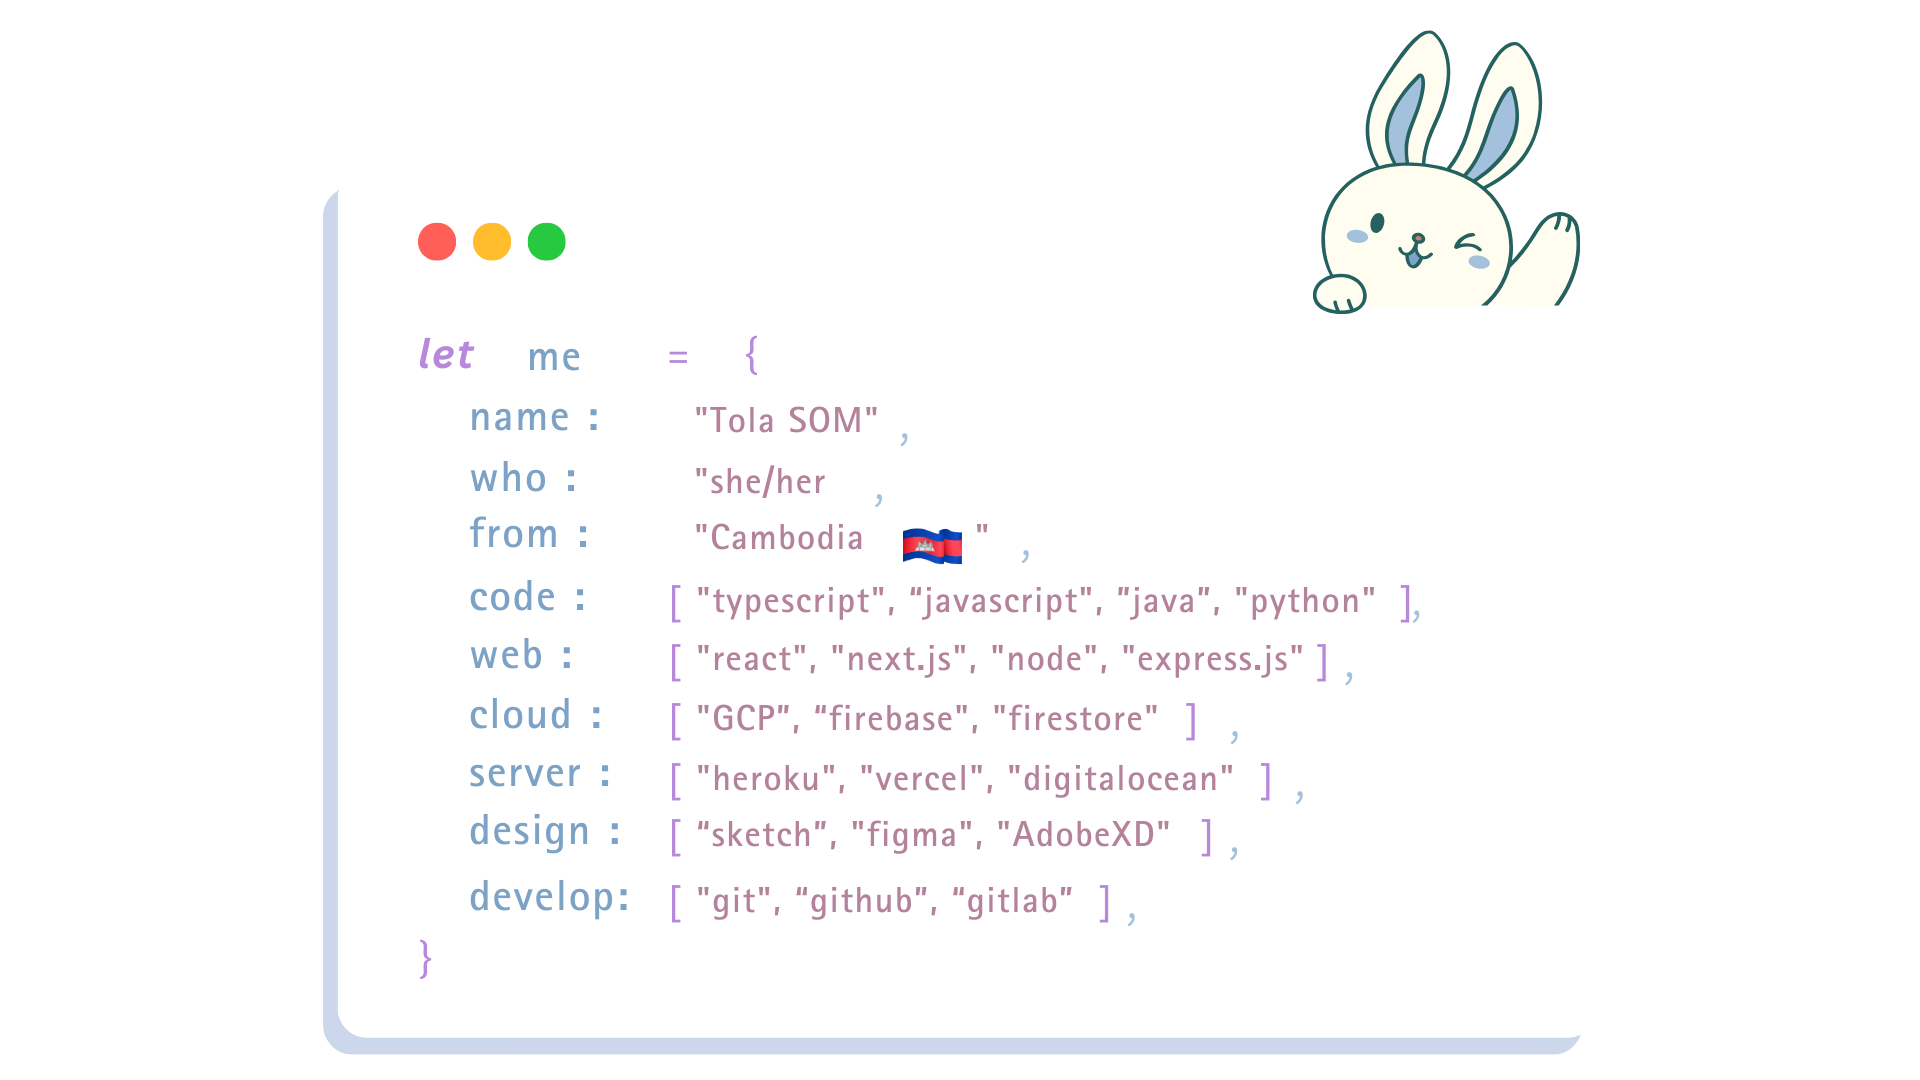 let me = {
name : "Tola SOM" ,
who : "she/her ,
from : "Cambodia 🇰🇭 " ,
code : [ "typescript", “javascript", ”java”, "python" ],
web : [ "react", "next.js", "node", "express.js" ] ,
cloud : [ "GCP”, “firebase", "firestore" ] ,
server : [ "heroku", "vercel", "digitalocean" ] ,
design : [ “sketch”, "figma", "AdobeXD" ] ,
develop: [ "git", “github”, “gitlab” ] ,
}